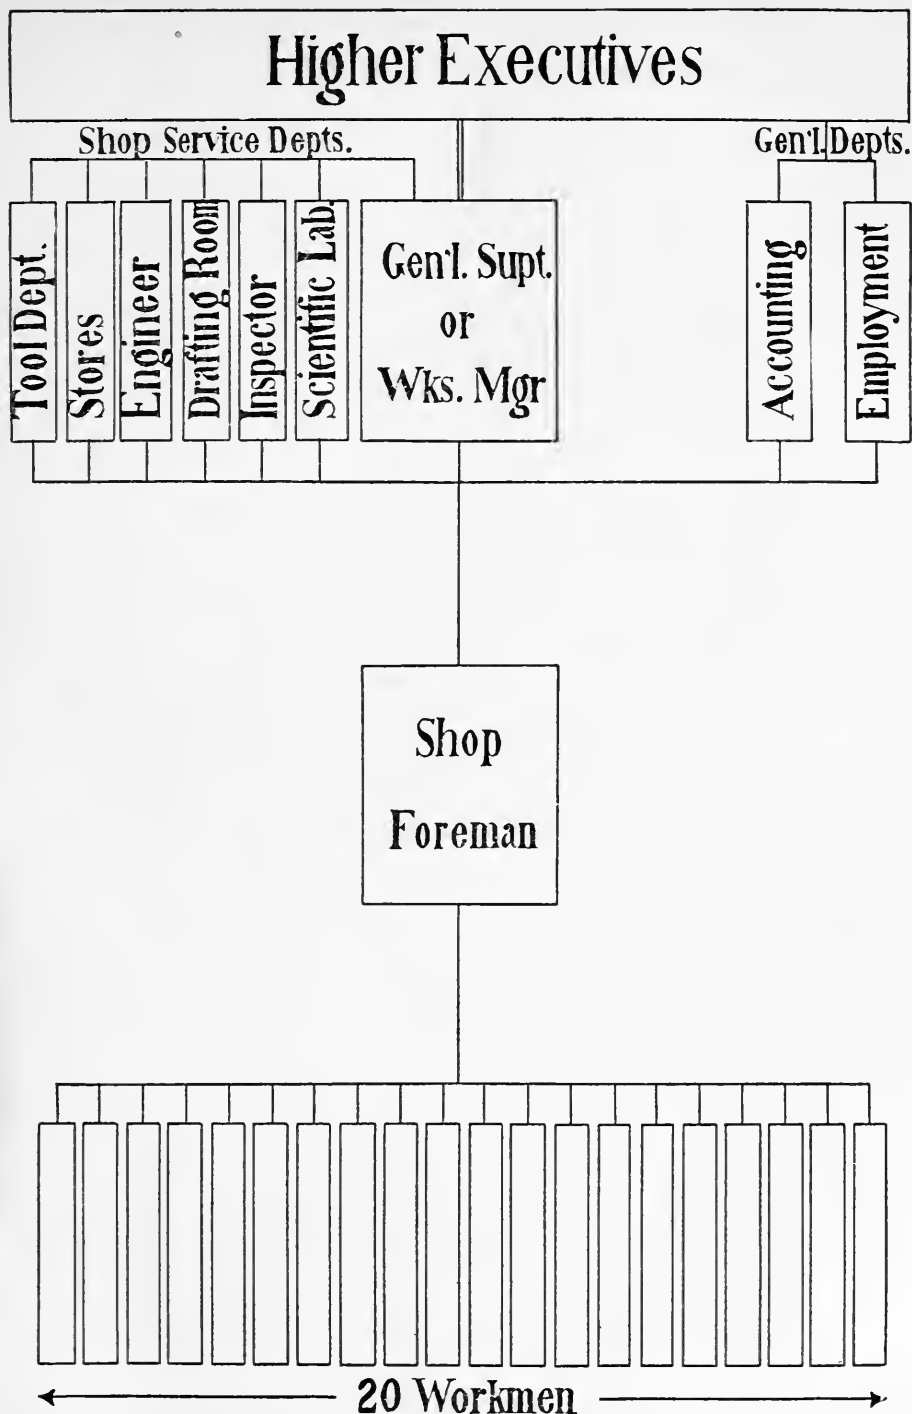 Higher Executives
Shop Service Depts.
Gen'l. Depts.
Tool Dept.
Stores
Engineer
Drafting Room
Inspector
Scientific Lab.
Gen'l. Supt.
or
Wks. Mgr
Accounting
Employment
Shop
Foreman
20 Workmen